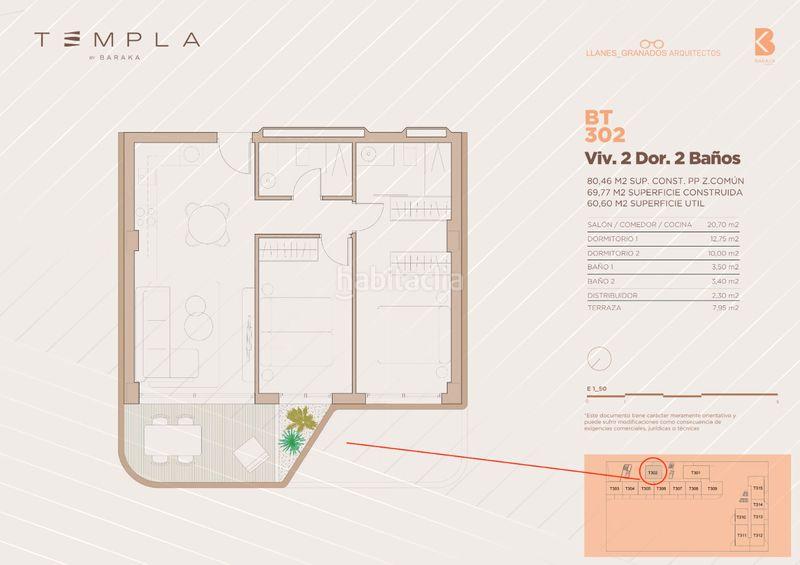 TEMPLA
BY BARAKA
LLANES_GRANADOS ARQUITECTOS
BARAKA
BT
302
Viv. 2 Dor. 2 Baños
80,46 M2 SUP. CONST. PP Z.COMÚN
69,77 M2 SUPERFICIE CONSTRUIDA
60,60 M2 SUPERFICIE UTIL
SALÓN / COMEDOR / COCINA 20,70 m2
DORMITORIO 1 12,75 m2
DORMITORIO 2 10,00 m2
BAÑO 1 3,50 m2
BAÑO 2 3,40 m2
DISTRIBUIDOR 2,30 m2
TERRAZA 7,95 m2
habitaclia
E 1_50
*Este documento tiene carácter meramente orientativo y
puede sufrir modificaciones como consecuencia de
exigencias comerciales, jurídicas o técnicas
T302 T301
T303 T304 T305 T306 T307 T308 T309
T315
T314
T310 T313
T311 T312